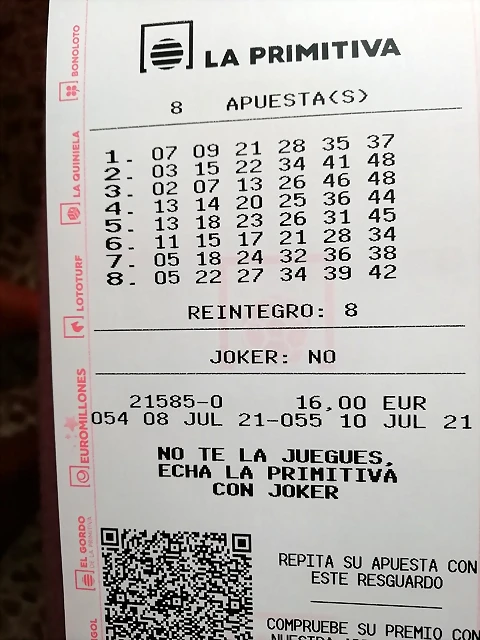 LA PRIMITIVA
8 APUESTA(S)
1. 07 09 21 28 35 37
2. 03 15 22 34 41 48
3. 02 07 13 26 46 48
4. 13 14 20 25 36 44
5. 13 18 23 26 31 45
6. 11 15 17 21 28 34
7. 05 18 24 32 36 38
8. 05 22 27 34 39 42
REINTEGRO: 8
JOKER: NO
21585-0 16,00 EUR
054 08 JUL 21-055 10 JUL 21
NO TE LA JUEGUES,
ECHA LA PRIMITIVA
CON JOKER
REPITA SU APUESTA CON
ESTE RESGUARDO
COMPRUEBE SU PREMIO CON
BONOLOTO
LA QUINIELA
LOTOTURF
EUROMILLONES
EL GORDO
DE LA PRIMITIVA